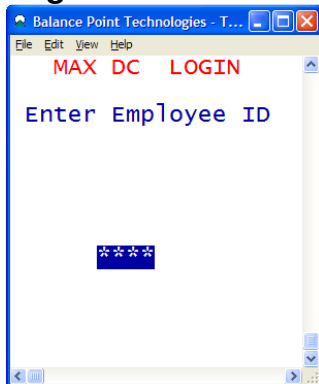 Balance Point Technologies - T...
File Edit View Help
MAX DC LOGIN
Enter Employee ID
****